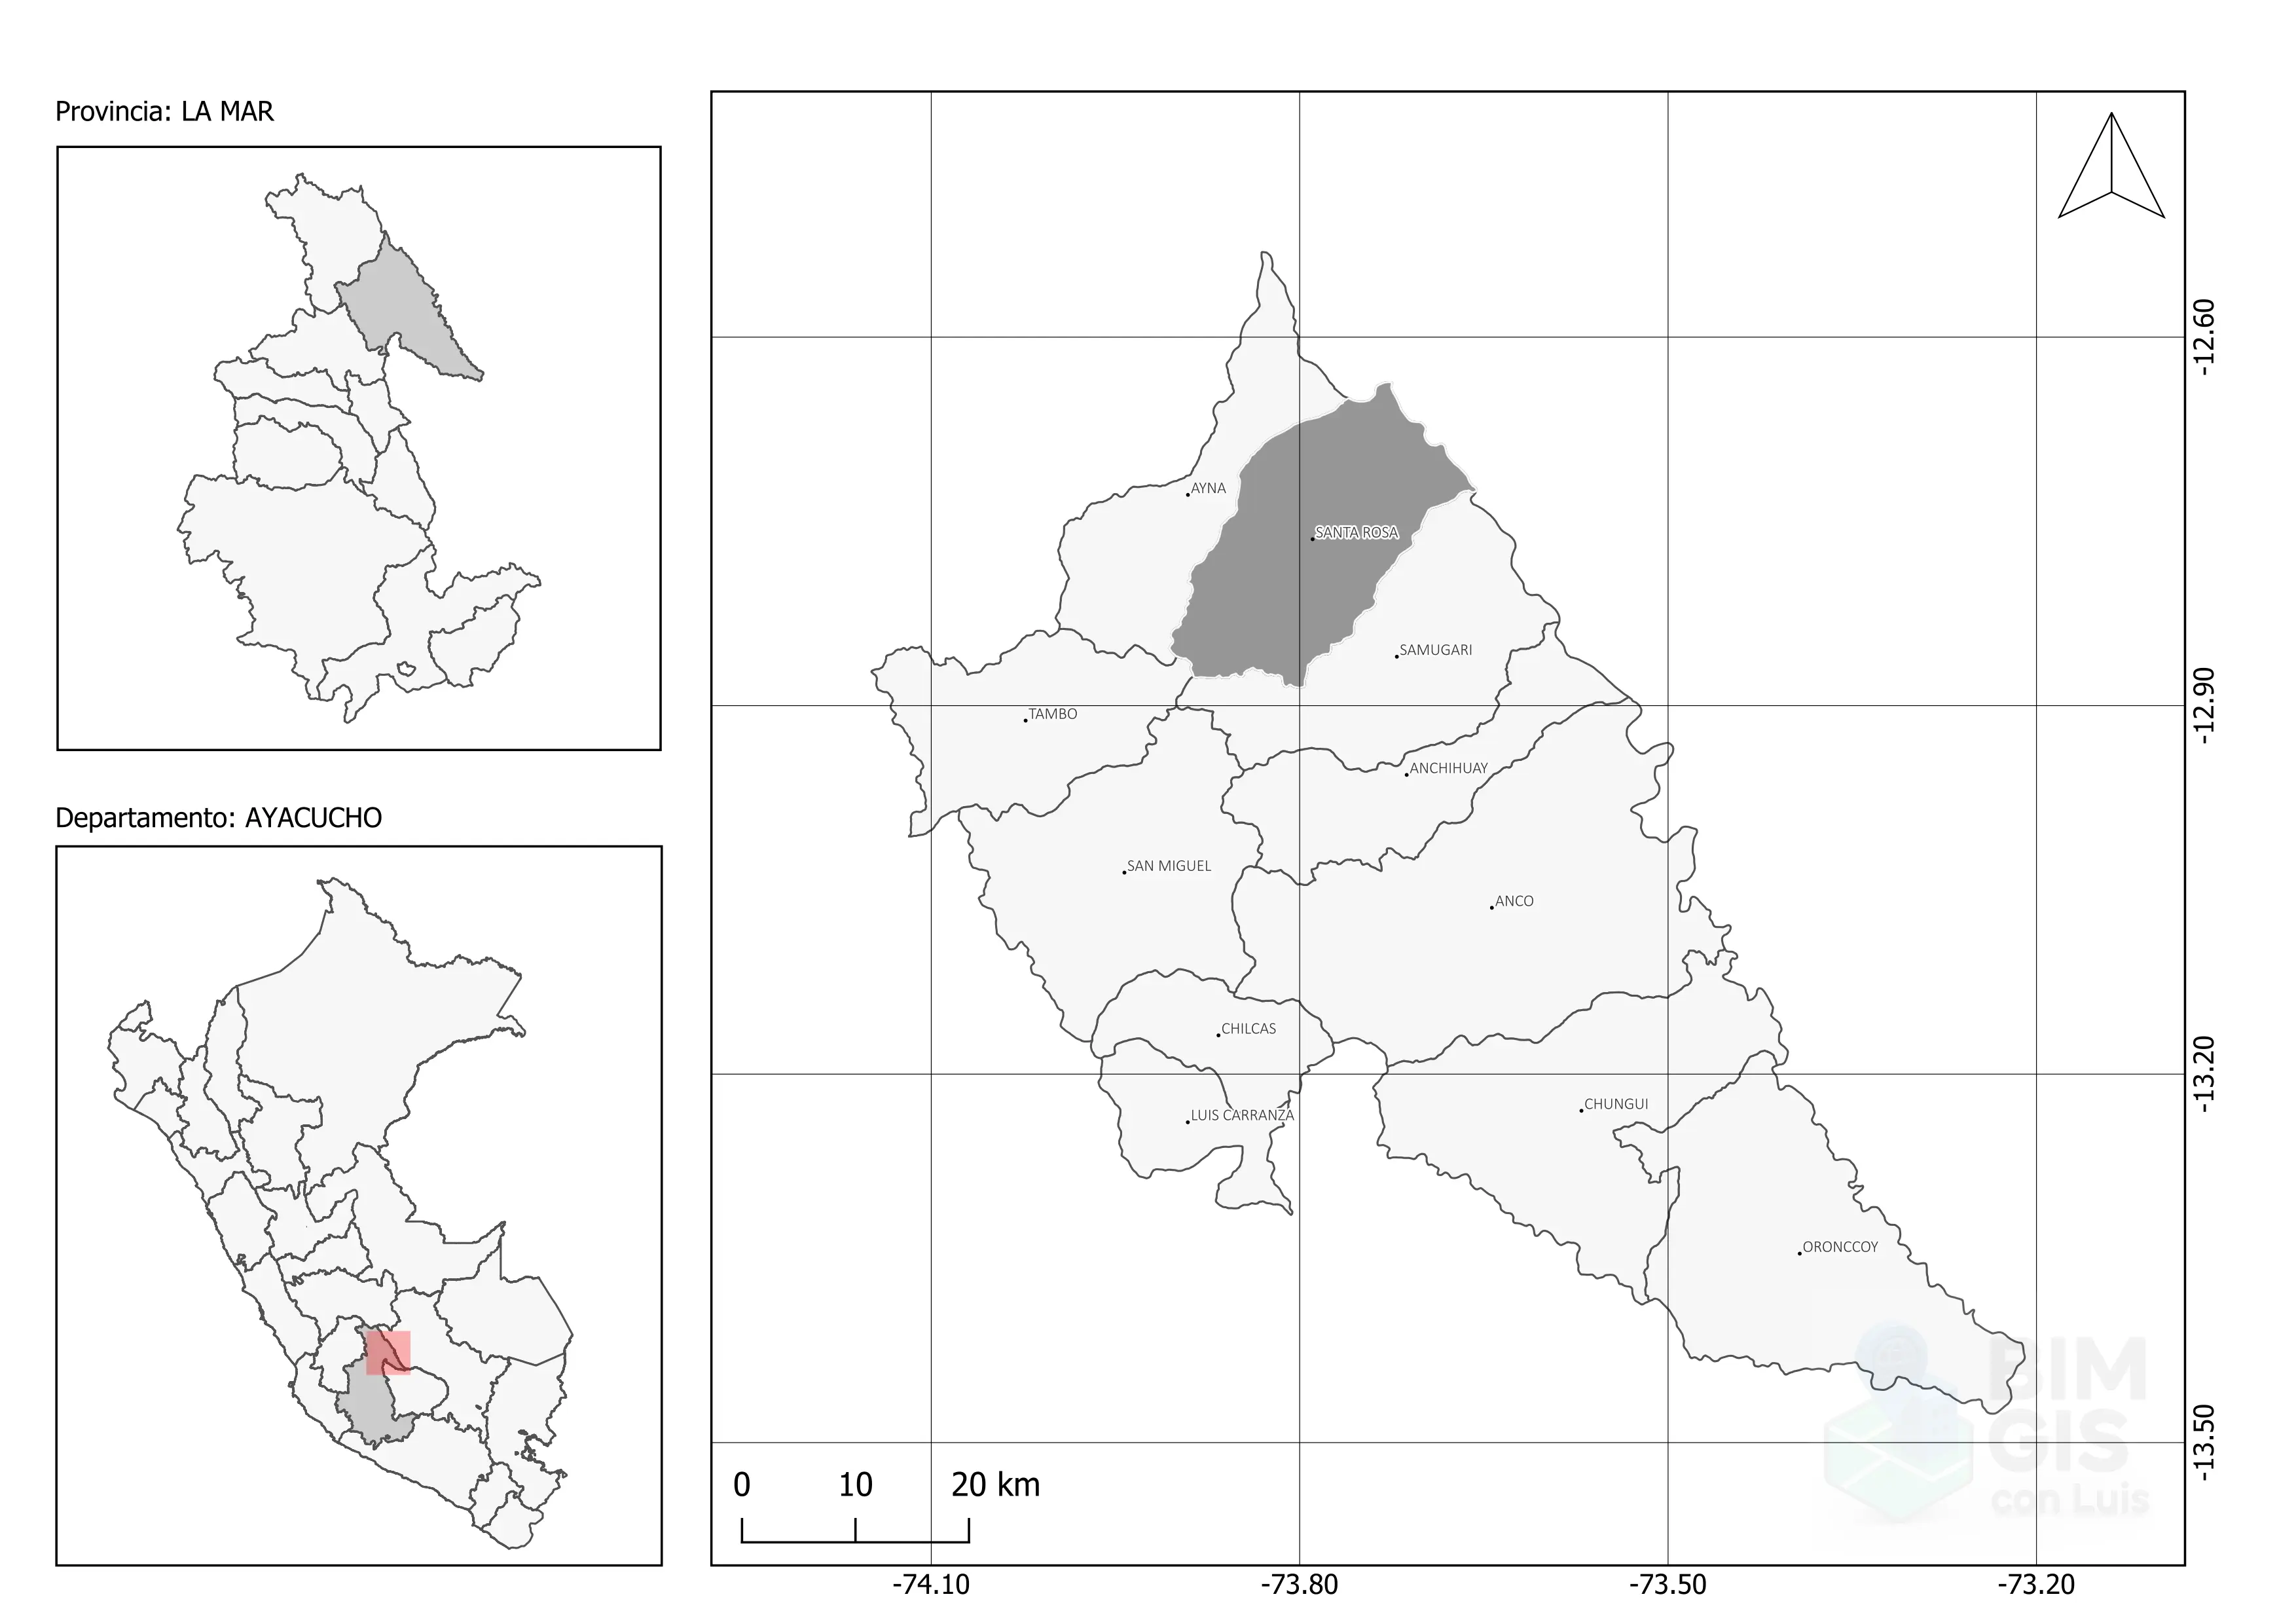 Provincia: LA MAR
Departamento: AYACUCHO
AYNA
SANTA ROSA
SAMUGARI
TAMBO
ANCHIHUAY
SAN MIGUEL
ANCO
CHILCAS
CHUNGUI
LUIS CARRANZA
ORONCCOY
-12.60
-12.90
-13.20
-13.50
BIM
GIS
con Luis
0 10 20 km
-74.10 -73.80 -73.50 -73.20